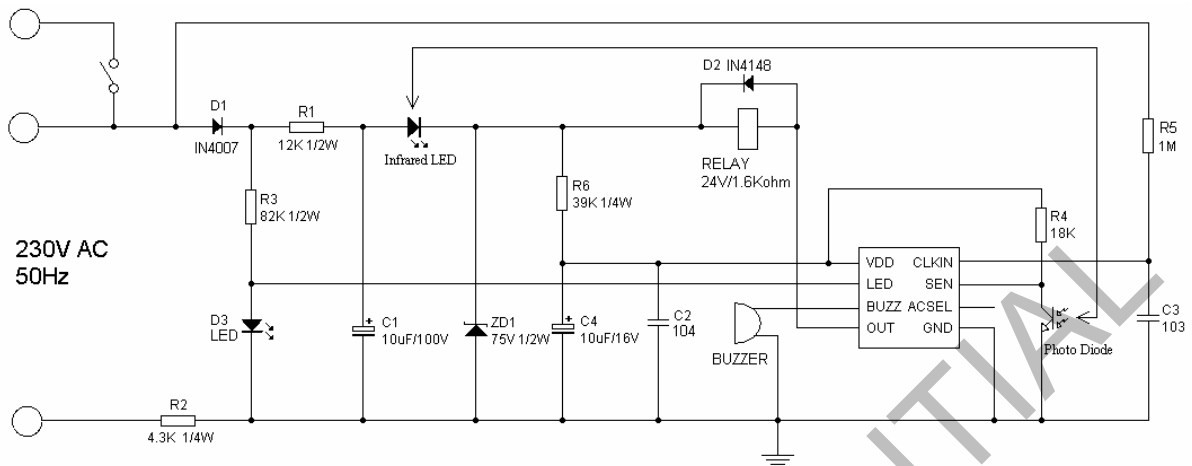 D2 IN4148
D1
R1
R5
1M
IN4007
12K 1/2W
Infrared LED
RELAY
24V/1.6Kohm
R3
82K 1/2W
R6
39K 1/4W
R4
18K
230V AC
50Hz
VDD CLKIN
LED SEN
BUZZ ACSEL
OUT GND
D3
LED
C1
10uF/100V
ZD1
75V 1/2W
C4
10uF/16V
C2
104
BUZZER
C3
103
Photo Diode
R2
4.3K 1/4W
NTIAL